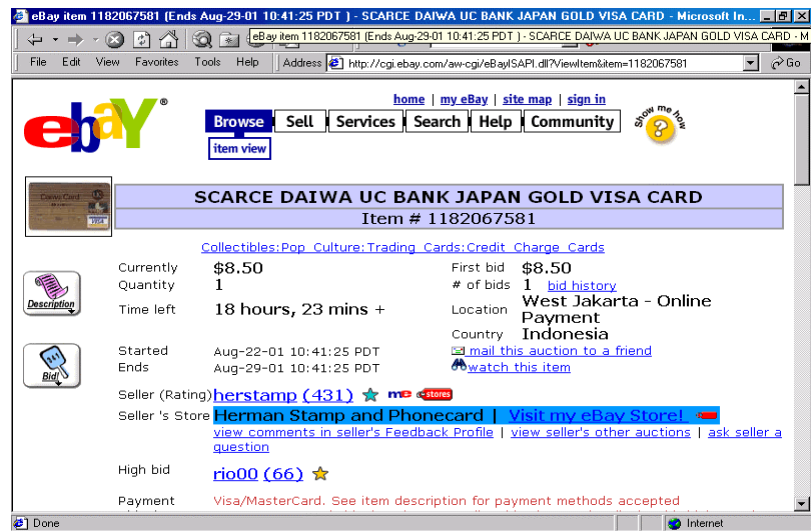 eBay item 1182067581 (Ends Aug-29-01 10:41:25 PDT ) - SCARCE DAIWA UC BANK JAPAN GOLD VISA CARD - Microsoft In...
eBay item 1182067581 (Ends Aug-29-01 10:41:25 PDT ) - SCARCE DAIWA UC BANK JAPAN GOLD VISA CARD - M
File Edit View Favorites Tools Help Address http://cgi.ebay.com/aw-cgi/eBayISAPI.dll?ViewItem&item=1182067581 Go
home | my eBay | site map | sign in
ebaY®
Browse Sell Services Search Help Community
Show me how
item view
SCARCE DAIWA UC BANK JAPAN GOLD VISA CARD
VISA
Item # 1182067581
Collectibles:Pop Culture:Trading Cards:Credit Charge Cards
Currently $8.50 First bid $8.50
Quantity 1 # of bids 1 bid history
Description
Time left 18 hours, 23 mins + Location West Jakarta - Online
Payment
Country Indonesia
Started Aug-22-01 10:41:25 PDT mail this auction to a friend
Ends Aug-29-01 10:41:25 PDT watch this item
Bid!
Seller (Rating) herstamp (431) me e-stores
Seller 's Store Herman Stamp and Phonecard | Visit my eBay Store!
view comments in seller's Feedback Profile | view seller's other auctions | ask seller a
question
High bid rio00 (66)
Payment Visa/MasterCard. See item description for payment methods accepted
Done Internet